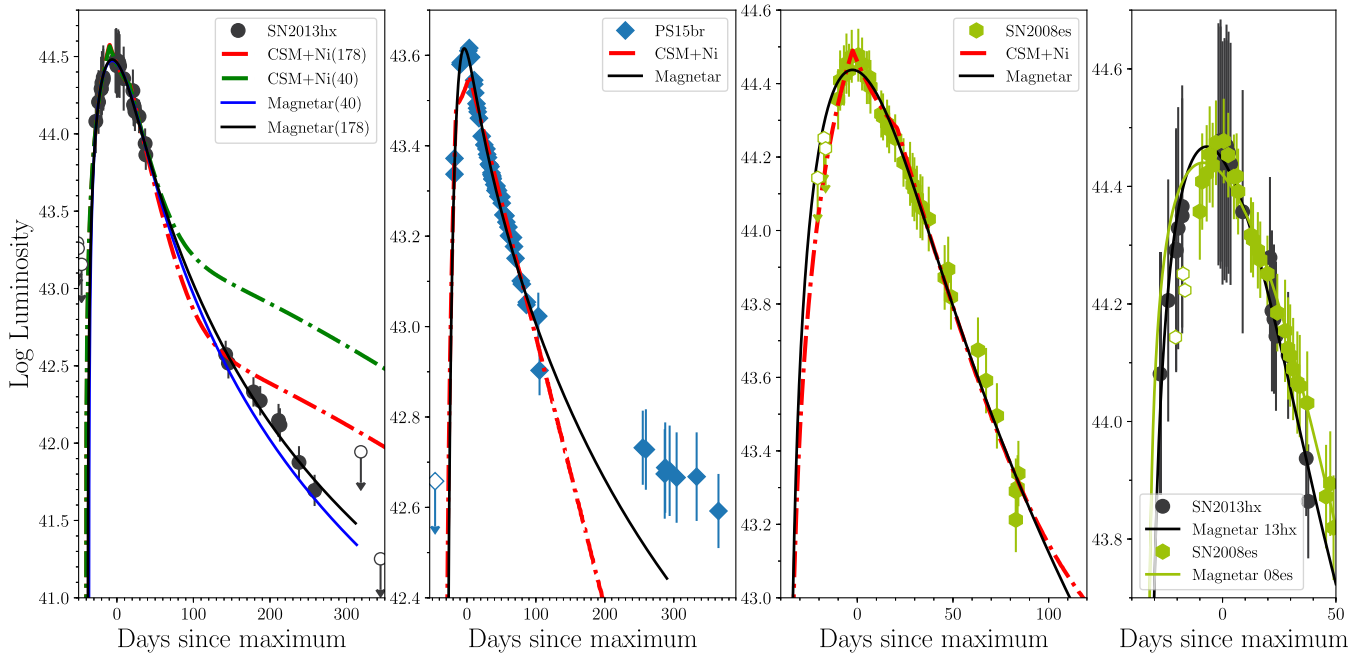 Log Luminosity
44.5
44.0
43.5
43.0
42.5
42.0
41.5
41.0
0
100
200
300
Days since maximum
SN2013hx
CSM+Ni(178)
CSM+Ni(40)
Magnetar(40)
Magnetar(178)
43.6
43.4
43.2
43.0
42.8
42.6
42.4
0
100
200
300
Days since maximum
PS15br
CSM+Ni
Magnetar
44.6
44.4
44.2
44.0
43.8
43.6
43.4
43.2
43.0
0
50
100
Days since maximum
SN2008es
CSM+Ni
Magnetar
44.6
44.4
44.2
44.0
43.8
0
50
Days since maximum
SN2013hx
Magnetar 13hx
SN2008es
Magnetar 08es